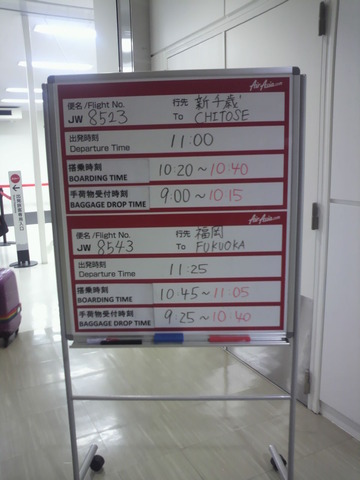 AirAsia.com
便名/Flight No. 行先 新千歳
JW 8523 To CHITOSE
出発時刻 11:00
Departure Time
搭乗時刻 10:20～10:40
BOARDING TIME
手荷物受付時刻 9:00～10:15
BAGGAGE DROP TIME
AirAsia.com
便名/Flight No. 行先 福岡
JW 8543 To FUKUOKA
出発時刻 11:25
Departure Time
搭乗時刻 10:45～11:05
BOARDING TIME
手荷物受付時刻 9:25～10:40
BAGGAGE DROP TIME